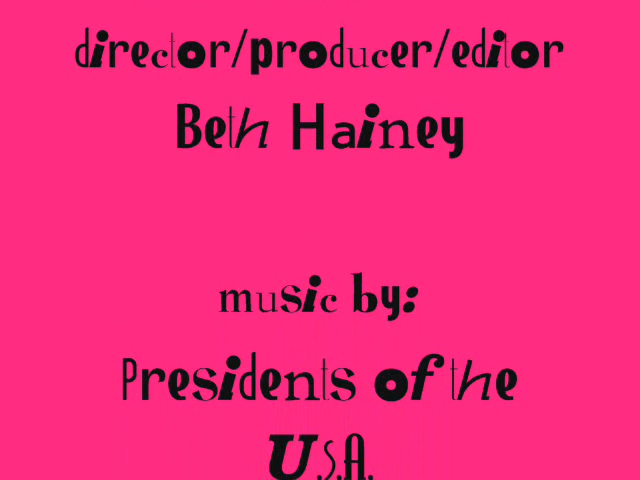 director/producer/editor
Beth Hainey
music by:
Presidents of the
U.S.A.